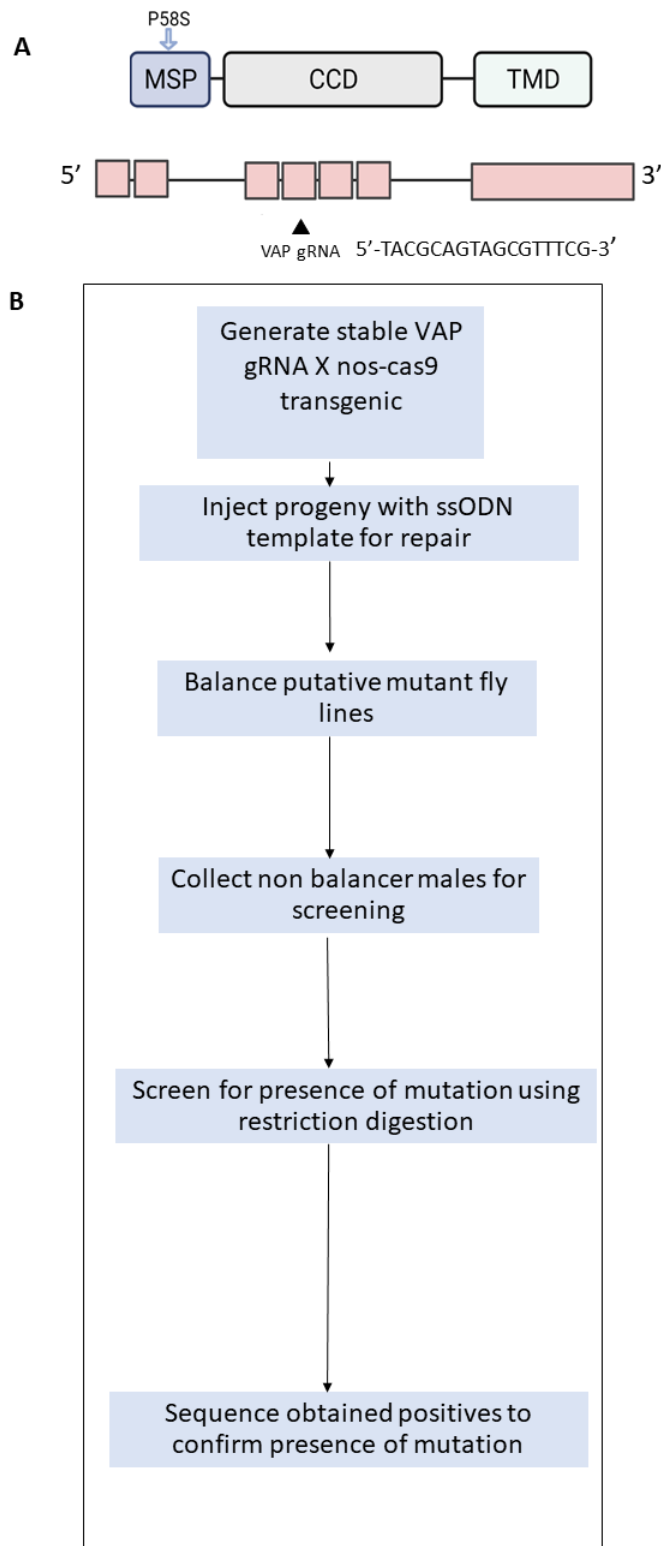 P58S
A
MSP
CCD
TMD
5’
3’
VAP gRNA 5’-TACGCAGTAGCGTTTCG-3’
B
Generate stable VAP
gRNA X nos-cas9
transgenic
Inject progeny with ssODN
template for repair
Balance putative mutant fly
lines
Collect non balancer males for
screening
Screen for presence of mutation using
restriction digestion
Sequence obtained positives to
confirm presence of mutation